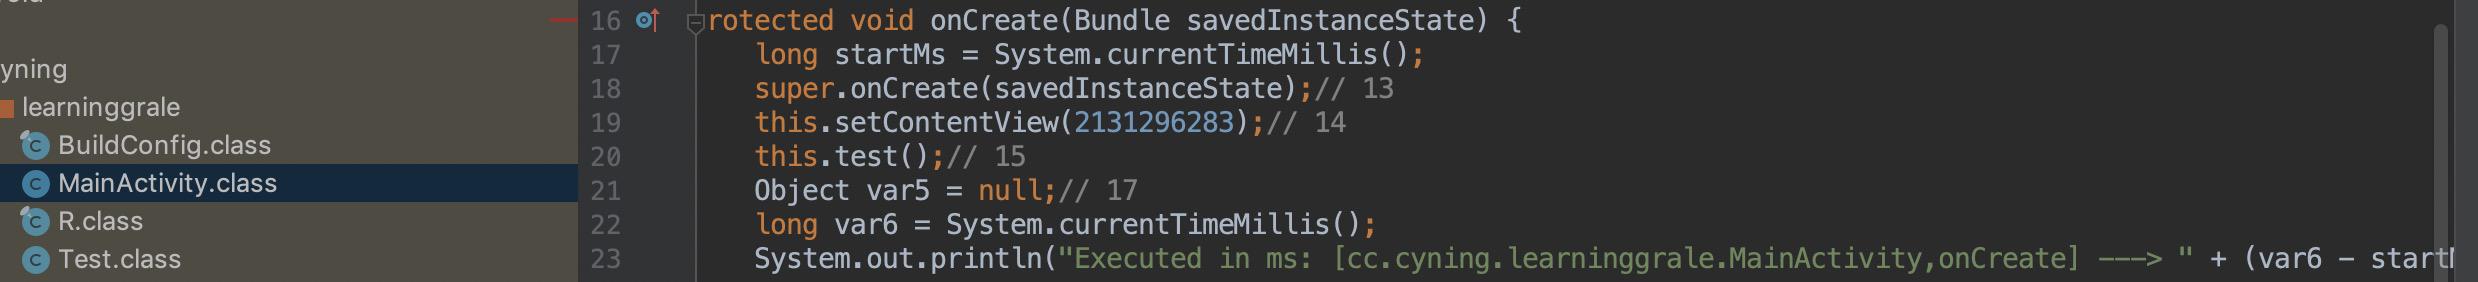 yning
learninggrale
BuildConfig.class
MainActivity.class
R.class
Test.class
16 rotected void onCreate(Bundle savedInstanceState) {
17 long startMs = System.currentTimeMillis();
18 super.onCreate(savedInstanceState);// 13
19 this.setContentView(2131296283);// 14
20 this.test();// 15
21 Object var5 = null;// 17
22 long var6 = System.currentTimeMillis();
23 System.out.println("Executed in ms: [cc.cyning.learninggrale.MainActivity,onCreate] ---> " + (var6 - start